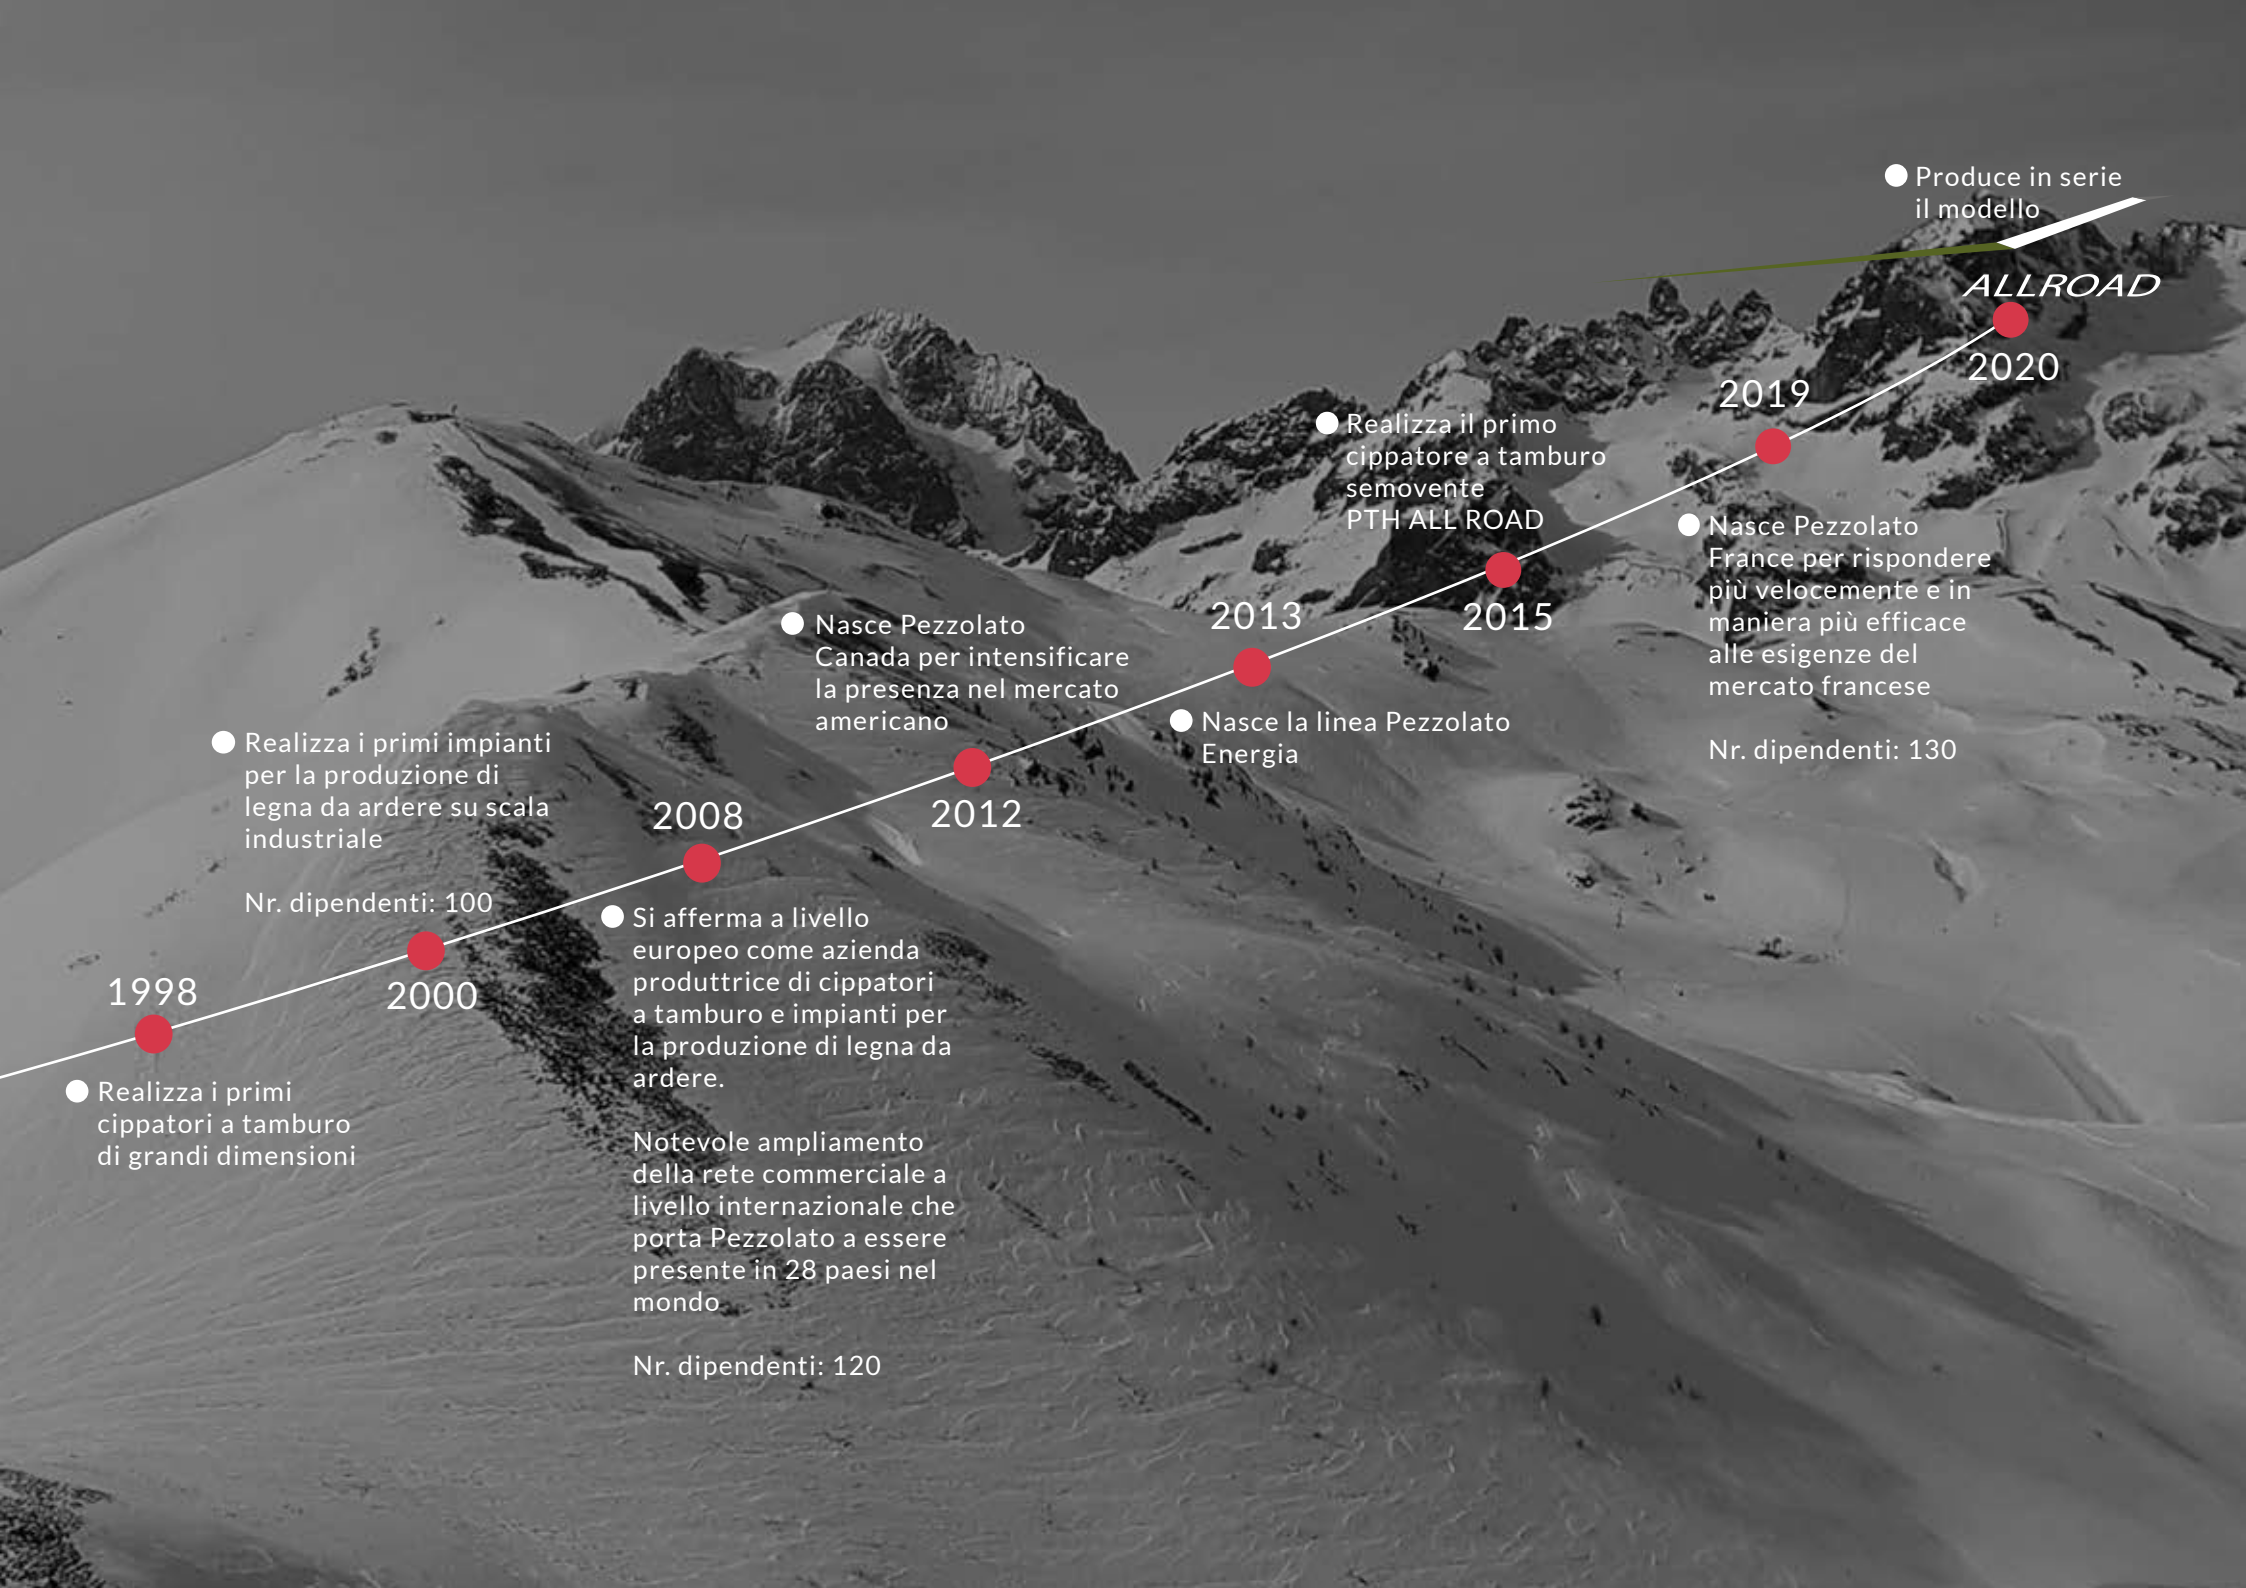 1998
Realizza i primi
cippatori a tamburo
di grandi dimensioni
Realizza i primi impianti
per la produzione di
legna da ardere su scala
industriale
Nr. dipendenti: 100
2000
2008
Si afferma a livello
europeo come azienda
produttrice di cippatori
a tamburo e impianti per
la produzione di legna da
ardere.
Notevole ampliamento
della rete commerciale a
livello internazionale che
porta Pezzolato a essere
presente in 28 paesi nel
mondo
Nr. dipendenti: 120
Nasce Pezzolato
Canada per intensificare
la presenza nel mercato
americano
2012
2013
Nasce la linea Pezzolato
Energia
Realizza il primo
cippatore a tamburo
semovente
PTH ALL ROAD
2015
2019
Nasce Pezzolato
France per rispondere
più velocemente e in
maniera più efficace
alle esigenze del
mercato francese
Nr. dipendenti: 130
Produce in serie
il modello
ALLROAD
2020